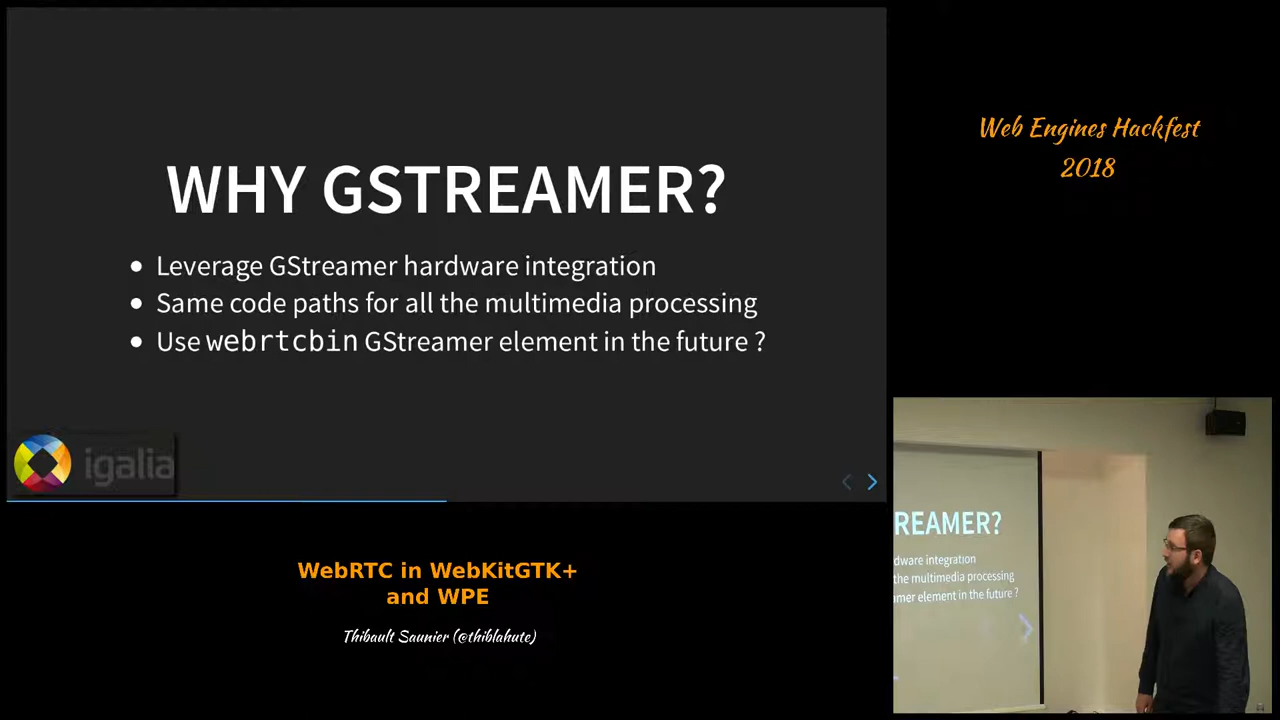 WHY GSTREAMER?
Leverage GStreamer hardware integration
Same code paths for all the multimedia processing
Use webrtcbin GStreamer element in the future ?
igalia
Web Engines Hackfest
2018
WebRTC in WebKitGTK+
and WPE
Thibault Saunier (@thiblahute)
REAMER?
dware integration
the multimedia processing
amer element in the future ?